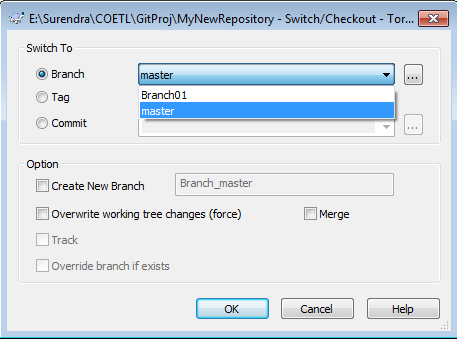 E:\Surendra\COETL\GitProj\MyNewRepository - Switch/Checkout - Tor...
Switch To
Branch
master
...
Tag
Branch01
master
Commit
...
Option
Create New Branch
Branch_master
Overwrite working tree changes (force)
Merge
Track
Override branch if exists
OK
Cancel
Help